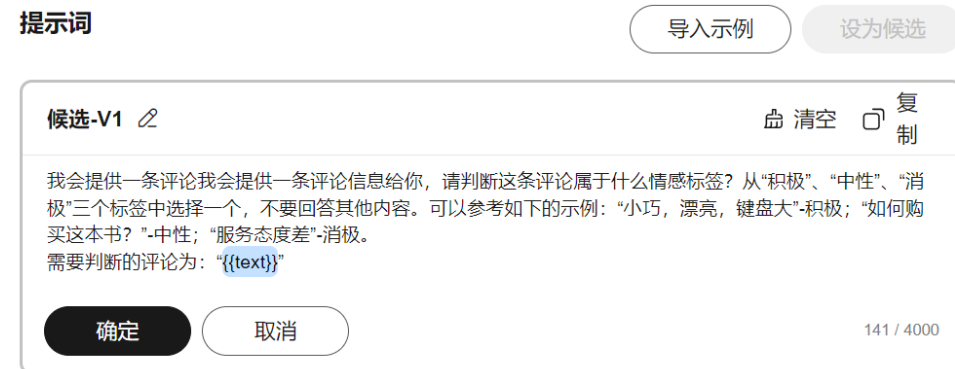 提示词
导入示例
设为候选
候选-V1
清空
复
制
我会提供一条评论我会提供一条评论信息给你，请判断这条评论属于什么情感标签？从“积极”、“中性”、“消
极”三个标签中选择一个，不要回答其他内容。可以参考如下的示例：“小巧，漂亮，键盘大”-积极；“如何购
买这本书？”-中性；“服务态度差”-消极。
需要判断的评论为：“{{text}}”
确定
取消
141 / 4000